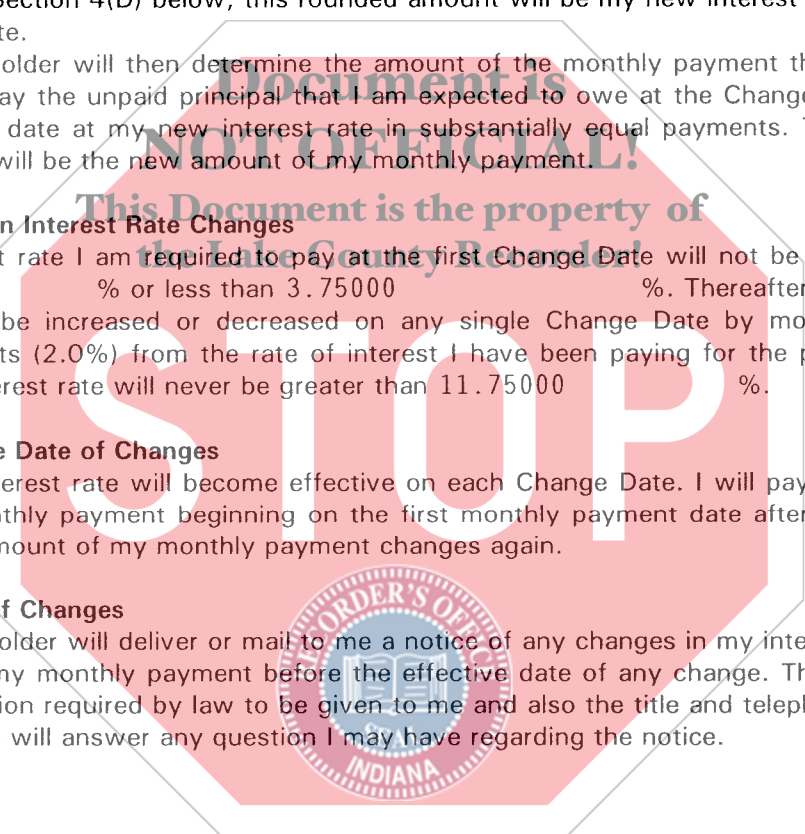 Section 4(D) below, this rounded amount will be my new interest
te.
older will then determine the amount of the monthly payment th
ay the unpaid principal that I am expected to owe at the Change
date at my new interest rate in substantially equal payments.
will be the new amount of my monthly payment.
Document is
NOT OFFICIAL!
This Document is the property of
the Lake County Recorder!
n Interest Rate Changes
t rate I am required to pay at the first Change Date will not be
% or less than 3.75000 %. Thereafter
be increased or decreased on any single Change Date by mo
ts (2.0%) from the rate of interest I have been paying for the p
erest rate will never be greater than 11.75000 %.
STOP
e Date of Changes
erest rate will become effective on each Change Date. I will pay
nthly payment beginning on the first monthly payment date after
mount of my monthly payment changes again.
f Changes
older will deliver or mail to me a notice of any changes in my inte
ny monthly payment before the effective date of any change. Th
ion required by law to be given to me and also the title and teleph
will answer any question I may have regarding the notice.
RECORDER'S OFFICE
SEAL
INDIANA